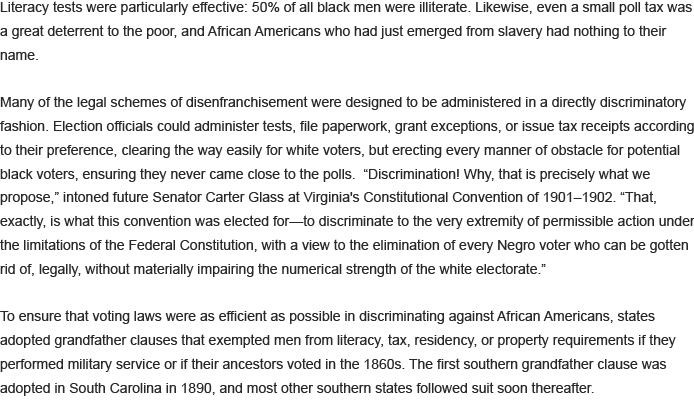 Literacy tests were particularly effective: 50% of all black men were illiterate. Likewise, even a small poll tax was
a great deterrent to the poor, and African Americans who had just emerged from slavery had nothing to their
name.
Many of the legal schemes of disenfranchisement were designed to be administered in a directly discriminatory
fashion. Election officials could administer tests, file paperwork, grant exceptions, or issue tax receipts according
to their preference, clearing the way easily for white voters, but erecting every manner of obstacle for potential
black voters, ensuring they never came close to the polls.  “Discrimination! Why, that is precisely what we
propose,” intoned future Senator Carter Glass at Virginia's Constitutional Convention of 1901–1902. “That,
exactly, is what this convention was elected for—to discriminate to the very extremity of permissible action under
the limitations of the Federal Constitution, with a view to the elimination of every Negro voter who can be gotten
rid of, legally, without materially impairing the numerical strength of the white electorate.”
To ensure that voting laws were as efficient as possible in discriminating against African Americans, states
adopted grandfather clauses that exempted men from literacy, tax, residency, or property requirements if they
performed military service or if their ancestors voted in the 1860s. The first southern grandfather clause was
adopted in South Carolina in 1890, and most other southern states followed suit soon thereafter.